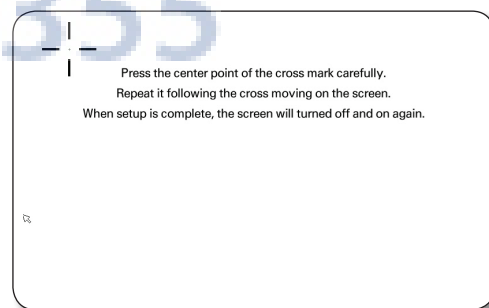 555
Press the center point of the cross mark carefully.
Repeat it following the cross moving on the screen.
When setup is complete, the screen will turned off and on again.